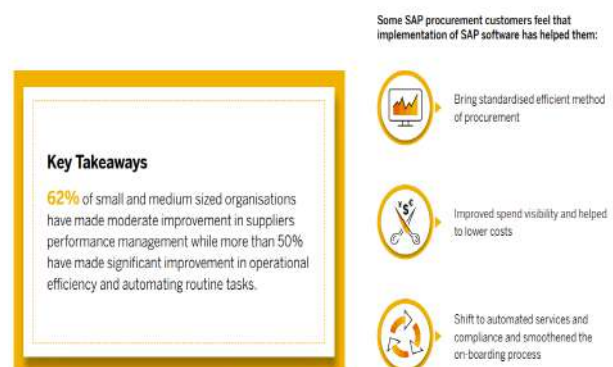 Some SAP procurement customers feel that
implementation of SAP software has helped them:
Key Takeaways
62% of small and medium sized organisations
have made moderate improvement in suppliers
performance management while more than 50%
have made significant improvement in operational
efficiency and automating routine tasks.
Bring standardised efficient method
of procurement
Improved spend visibility and helped
to lower costs
Shift to automated services and
compliance and smoothened the
on-boarding process